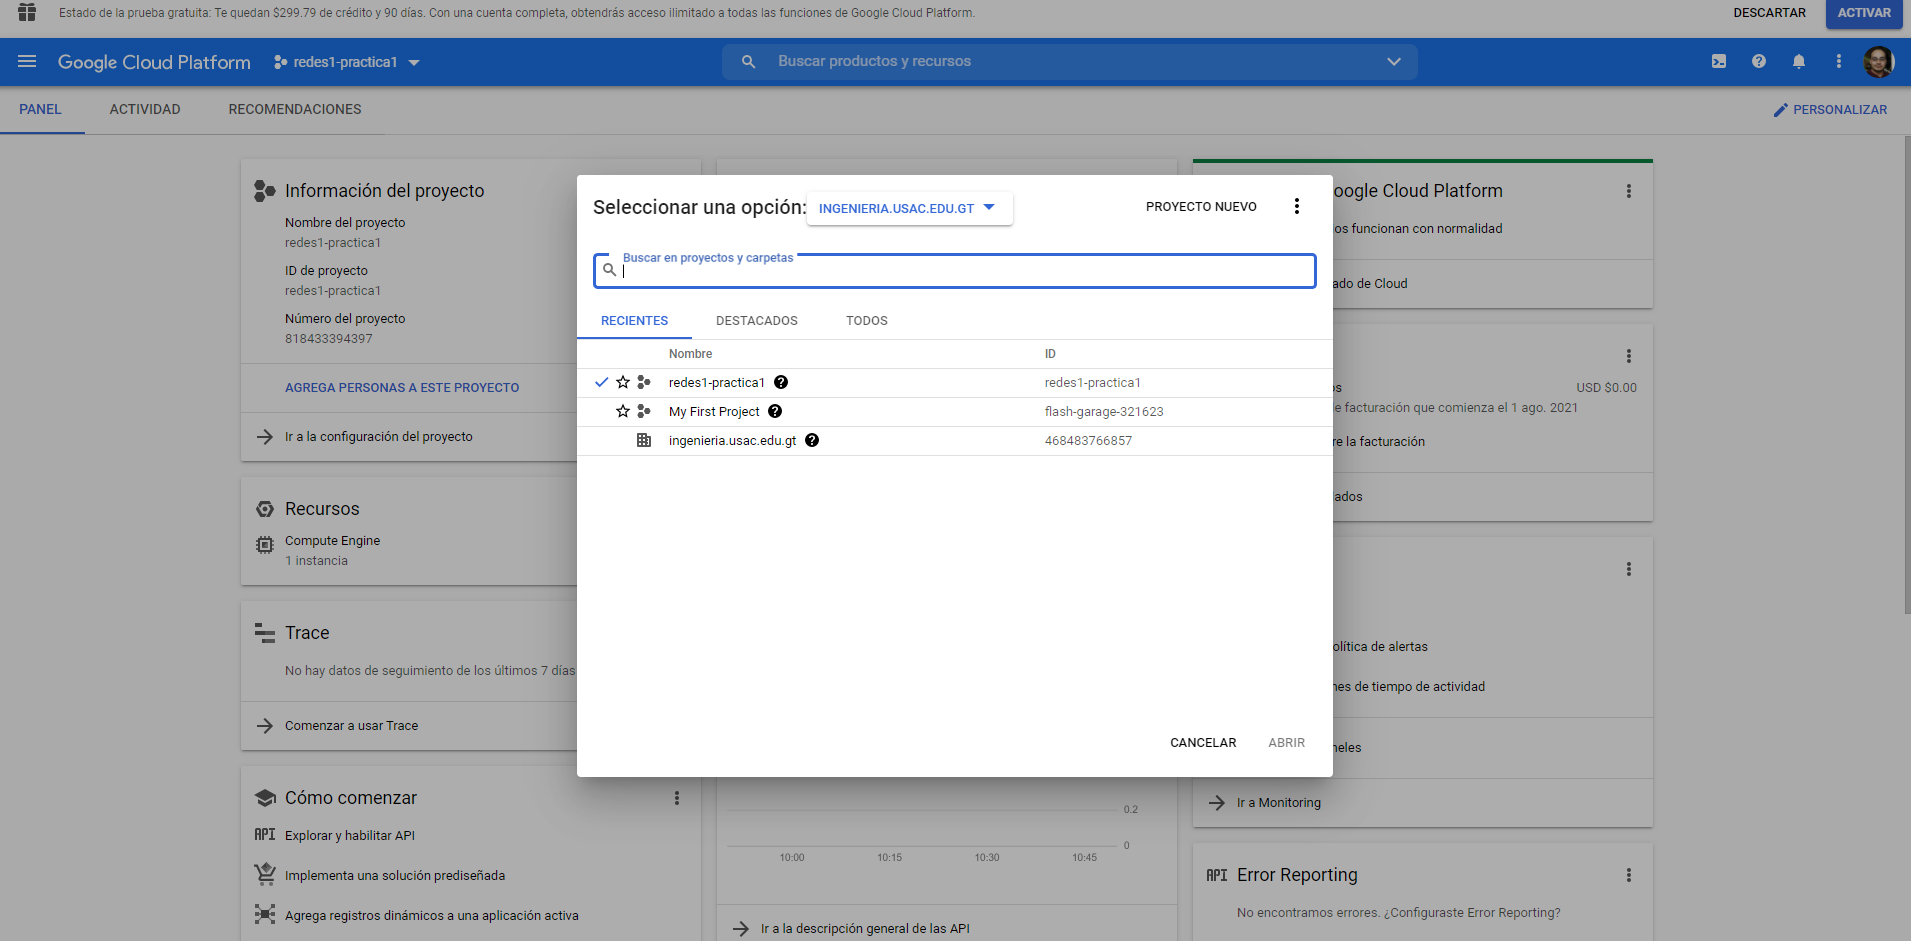 Estado de la prueba gratuita: Te quedan $299.79 de crédito y 90 días. Con una cuenta completa, obtendrás acceso ilimitado a todas las funciones de Google Cloud Platform.
DESCARTAR
ACTIVAR
Google Cloud Platform
redes1-practica1
Buscar productos y recursos
PANEL
ACTIVIDAD
RECOMENDACIONES
PERSONALIZAR
Información del proyecto
Nombre del proyecto
redes1-practica1
ID de proyecto
redes1-practica1
Número del proyecto
818433394397
AGREGA PERSONAS A ESTE PROYECTO
Ir a la configuración del proyecto
Recursos
Compute Engine
1 instancia
Trace
No hay datos de seguimiento de los últimos 7 días
Comenzar a usar Trace
Cómo comenzar
API Explorar y habilitar API
Implementa una solución prediseñada
Agrega registros dinámicos a una aplicación activa
Seleccionar una opción:
INGENIERIA.USAC.EDU.GT
PROYECTO NUEVO
Buscar en proyectos y carpetas
RECIENTES
DESTACADOS
TODOS
Nombre
ID
redes1-practica1
redes1-practica1
My First Project
flash-garage-321623
ingenieria.usac.edu.gt
468483766857
CANCELAR
ABRIR
0.2
0
10:00
10:15
10:30
10:45
Ir a la descripción general de las API
oogle Cloud Platform
os funcionan con normalidad
ado de Cloud
os
USD $0.00
e facturación que comienza el 1 ago. 2021
re la facturación
ados
olítica de alertas
nes de tiempo de actividad
neles
Ir a Monitoring
API Error Reporting
No encontramos errores. ¿Configuraste Error Reporting?